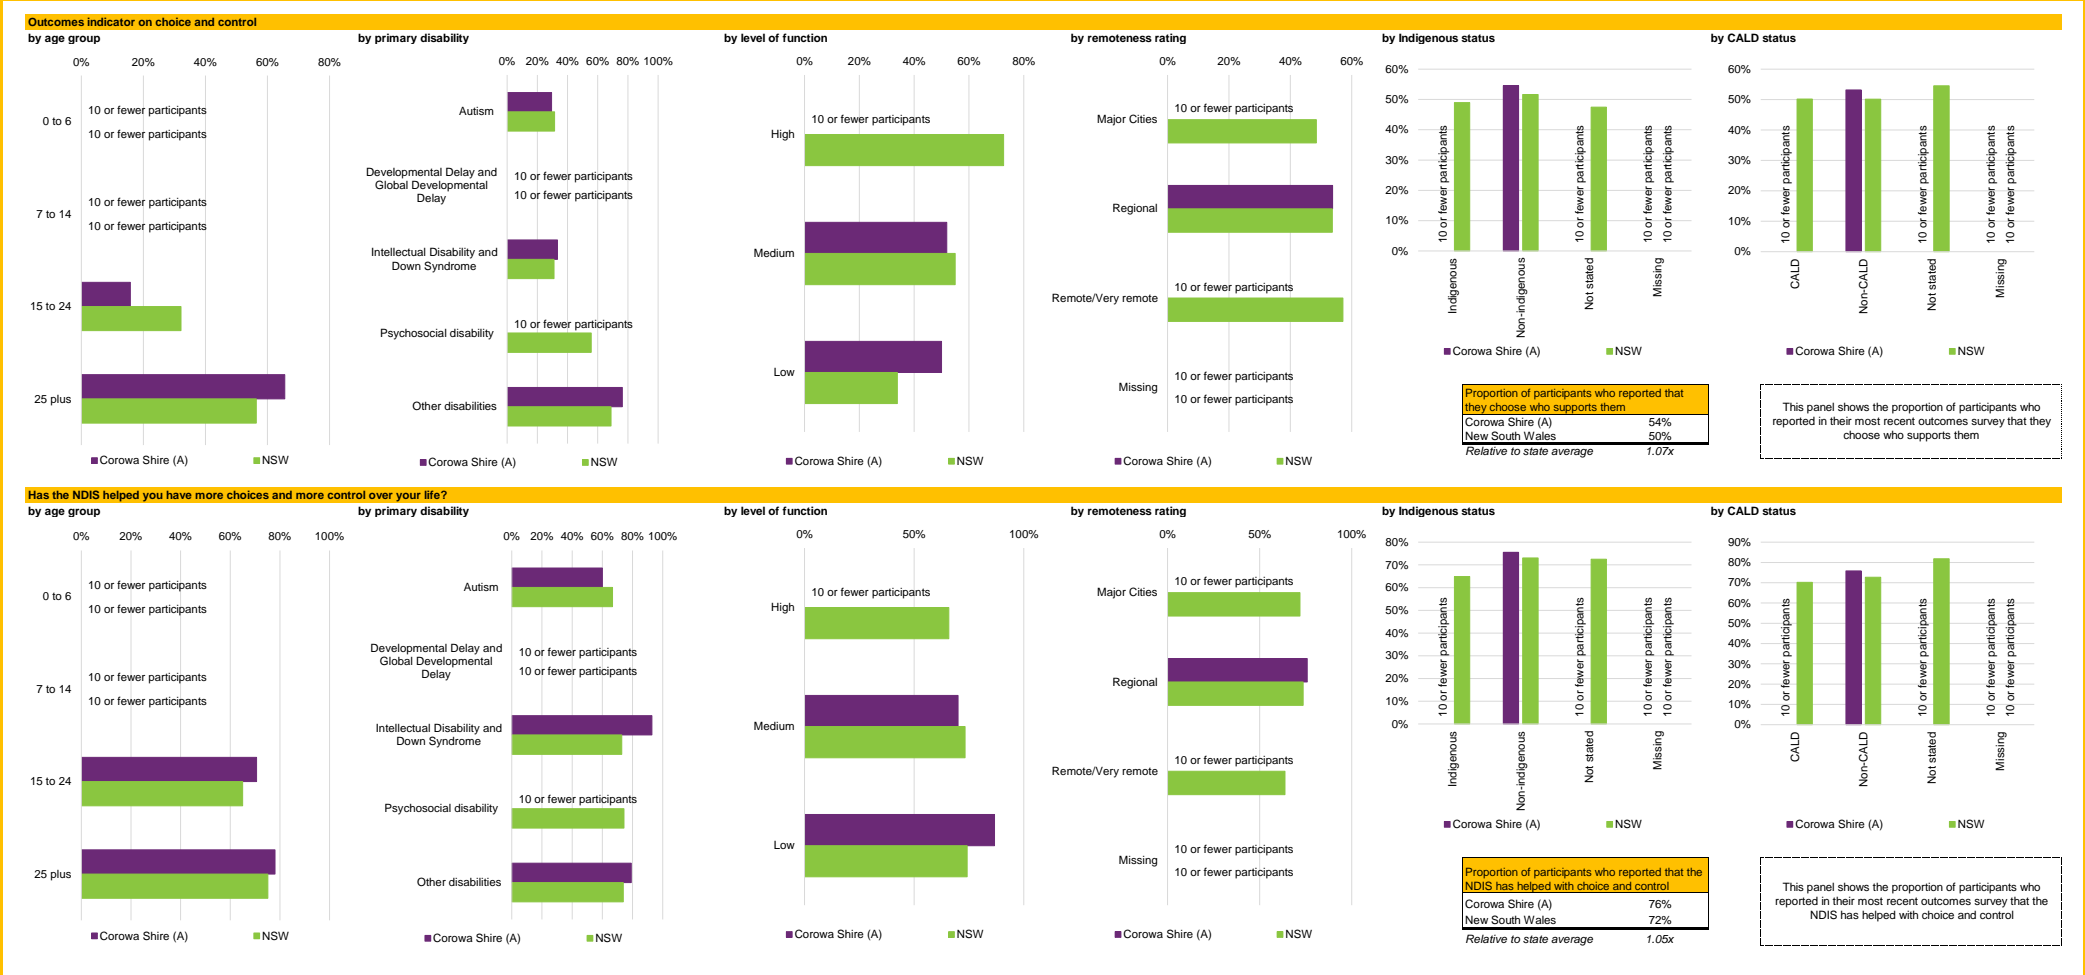 Outcomes indicator on choice and control
by age group
0% 20% 40% 60% 80%
0 to 6
10 or fewer participants
10 or fewer participants
7 to 14
10 or fewer participants
10 or fewer participants
15 to 24
25 plus
Corowa Shire (A) NSW
by primary disability
0% 20% 40% 60% 80% 100%
Autism
Developmental Delay and
Global Developmental
Delay
10 or fewer participants
10 or fewer participants
Intellectual Disability and
Down Syndrome
Psychosocial disability
10 or fewer participants
Other disabilities
Corowa Shire (A) NSW
by level of function
0% 20% 40% 60% 80%
High
10 or fewer participants
Medium
Low
Corowa Shire (A) NSW
by remoteness rating
0% 20% 40% 60%
Major Cities
10 or fewer participants
Regional
Remote/Very remote
10 or fewer participants
Missing
10 or fewer participants
10 or fewer participants
Corowa Shire (A) NSW
by Indigenous status
60%
50%
40%
30%
20%
10%
0%
10 or fewer participants
10 or fewer participants
10 or fewer participants
10 or fewer participants
Indigenous
Non-indigenous
Not stated
Missing
Corowa Shire (A) NSW
by CALD status
60%
50%
40%
30%
20%
10%
0%
10 or fewer participants
10 or fewer participants
10 or fewer participants
10 or fewer participants
CALD
Non-CALD
Not stated
Missing
Corowa Shire (A) NSW
Proportion of participants who reported that
they choose who supports them
Corowa Shire (A) 54%
New South Wales 50%
Relative to state average 1.07x
This panel shows the proportion of participants who
reported in their most recent outcomes survey that they
choose who supports them
Has the NDIS helped you have more choices and more control over your life?
by age group
0% 20% 40% 60% 80% 100%
0 to 6
10 or fewer participants
10 or fewer participants
7 to 14
10 or fewer participants
10 or fewer participants
15 to 24
25 plus
Corowa Shire (A) NSW
by primary disability
0% 20% 40% 60% 80% 100%
Autism
Developmental Delay and
Global Developmental
Delay
10 or fewer participants
10 or fewer participants
Intellectual Disability and
Down Syndrome
Psychosocial disability
10 or fewer participants
Other disabilities
Corowa Shire (A) NSW
by level of function
0% 50% 100%
High
10 or fewer participants
Medium
Low
Corowa Shire (A) NSW
by remoteness rating
0% 50% 100%
Major Cities
10 or fewer participants
Regional
Remote/Very remote
10 or fewer participants
Missing
10 or fewer participants
10 or fewer participants
Corowa Shire (A) NSW
by Indigenous status
80%
70%
60%
50%
40%
30%
20%
10%
0%
10 or fewer participants
10 or fewer participants
10 or fewer participants
10 or fewer participants
Indigenous
Non-indigenous
Not stated
Missing
Corowa Shire (A) NSW
by CALD status
90%
80%
70%
60%
50%
40%
30%
20%
10%
0%
10 or fewer participants
10 or fewer participants
10 or fewer participants
10 or fewer participants
CALD
Non-CALD
Not stated
Missing
Corowa Shire (A) NSW
Proportion of participants who reported that the
NDIS has helped with choice and control
Corowa Shire (A) 76%
New South Wales 72%
Relative to state average 1.05x
This panel shows the proportion of participants who
reported in their most recent outcomes survey that the
NDIS has helped with choice and control